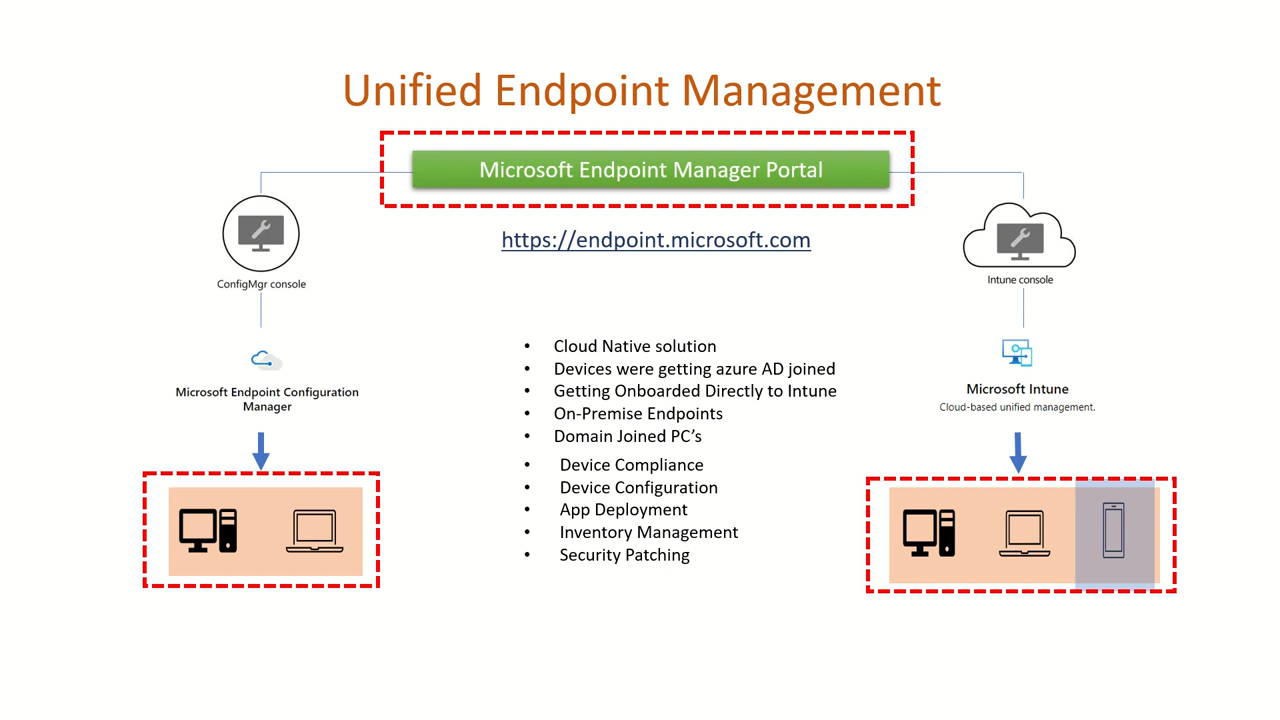 Unified Endpoint Management
Microsoft Endpoint Manager Portal
https://endpoint.microsoft.com
ConfigMgr console
Intune console
Microsoft Endpoint Configuration
Manager
Microsoft Intune
Cloud-based unified management.
• Cloud Native solution
• Devices were getting azure AD joined
• Getting Onboarded Directly to Intune
• On-Premise Endpoints
• Domain Joined PC’s
• Device Compliance
• Device Configuration
• App Deployment
• Inventory Management
• Security Patching